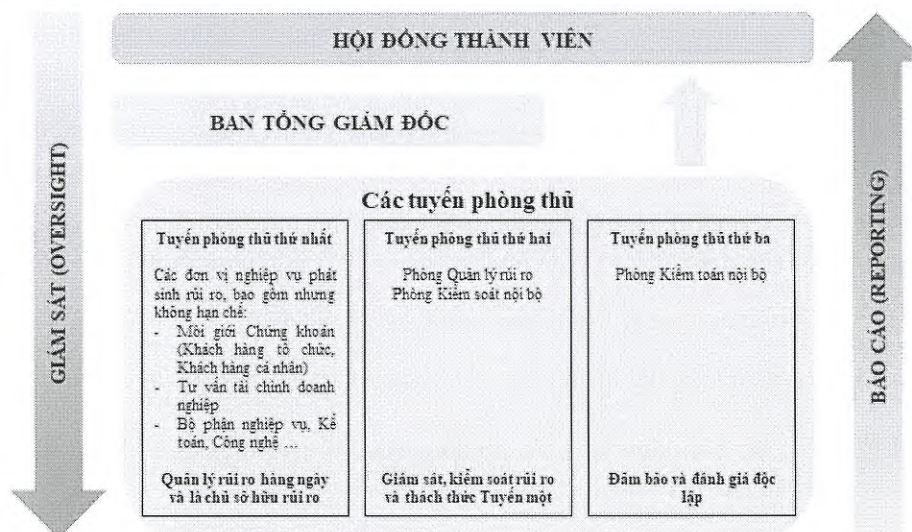 HỘI ĐỒNG THÀNH VIÊN
BAN TỔNG GIÁM ĐỐC
GIÁM SÁT (OVERSIGHT)
Các tuyến phòng thủ
Tuyến phòng thủ thứ nhất
Các đơn vị nghiệp vụ phát
sinh rủi ro, bao gồm nhưng
không hạn chế:
- Môi giới Chứng khoán
(Khách hàng tổ chức,
Khách hàng cá nhân)
- Tư vấn tài chính doanh
nghiệp
- Bộ phận nghiệp vụ, Kế
toán, Công nghệ ...
Quản lý rủi ro hàng ngày
và là chủ sở hữu rủi ro
Tuyến phòng thủ thứ hai
Phòng Quản lý rủi ro
Phòng Kiểm soát nội bộ
Giám sát, kiểm soát rủi ro
và thách thức Tuyến một
Tuyến phòng thủ thứ ba
Phòng Kiểm toán nội bộ
Đảm bảo và đánh giá độc
lập
BÁO CÁO (REPORTING)